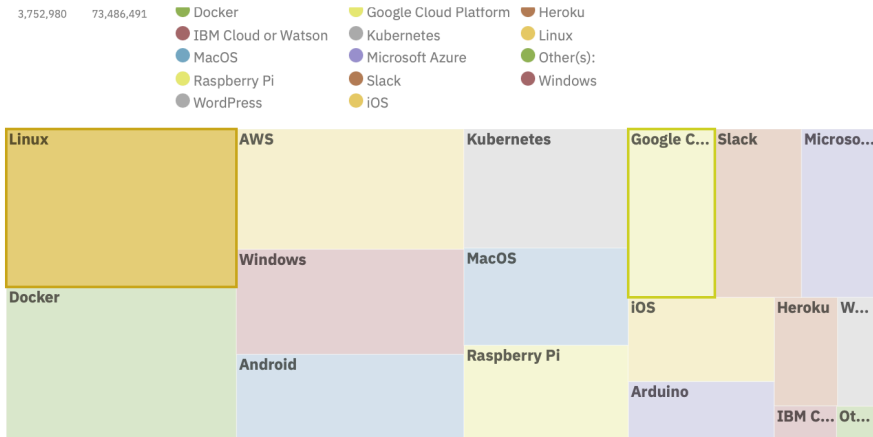 3,752,980 73,486,491
Docker Google Cloud Platform Heroku
IBM Cloud or Watson Kubernetes Linux
MacOS Microsoft Azure Other(s):
Raspberry Pi Slack Windows
WordPress iOS
Linux AWS Kubernetes Google C... Slack Microso...
Windows MacOS
Docker iOS Heroku W...
Android Raspberry Pi
Arduino
IBM C... Ot...